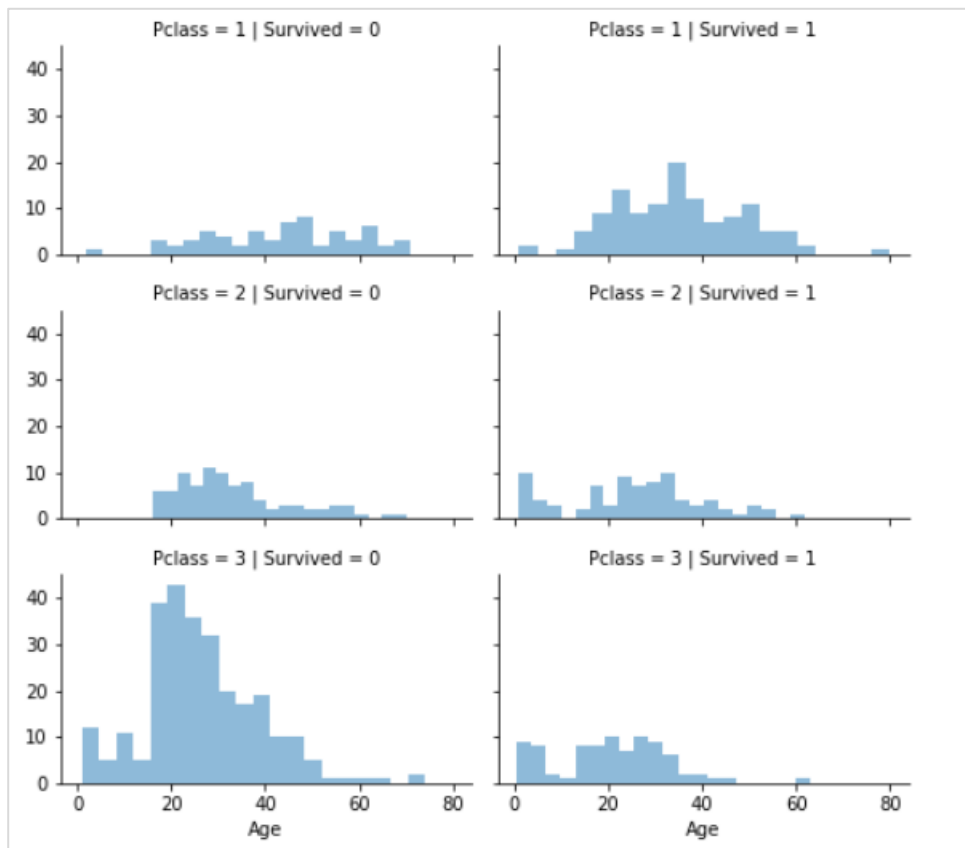 Pclass = 1 | Survived = 0
Pclass = 1 | Survived = 1
40
30
20
10
0
Pclass = 2 | Survived = 0
Pclass = 2 | Survived = 1
40
30
20
10
0
Pclass = 3 | Survived = 0
Pclass = 3 | Survived = 1
40
30
20
10
0
0 20 40 60 80
0 20 40 60 80
Age
Age